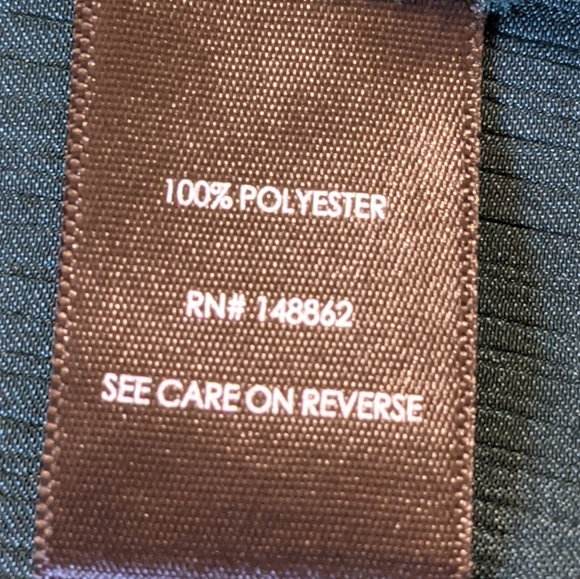 100% POLYESTER
RN# 148862
SEE CARE ON REVERSE